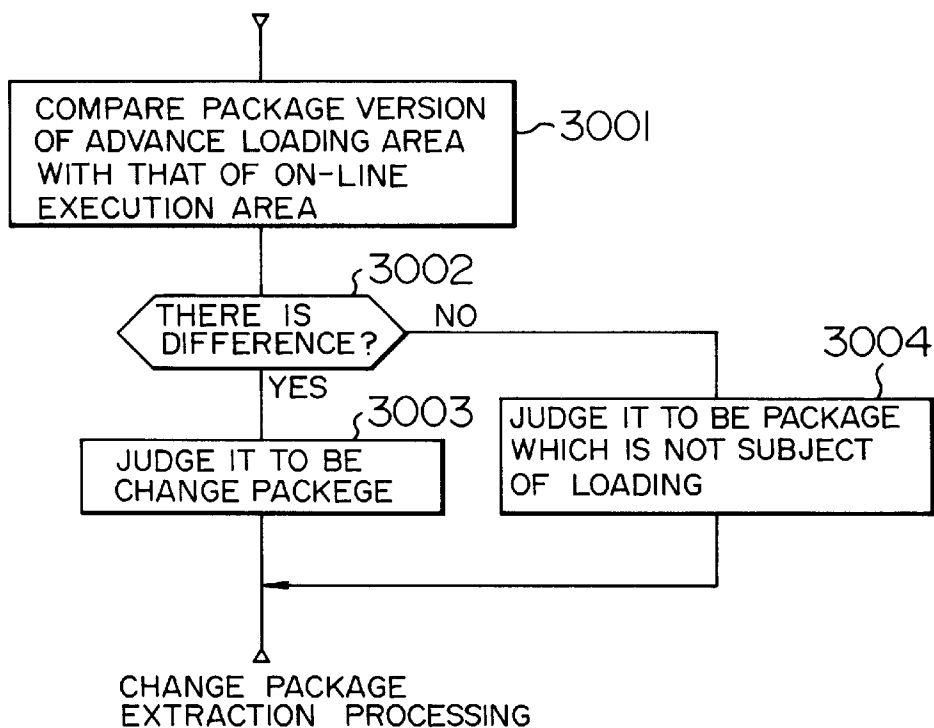 COMPARE PACKAGE VERSION
OF ADVANCE LOADING AREA
WITH THAT OF ON-LINE
EXECUTION AREA
3001
3002
THERE IS
DIFFERENCE?
NO
YES
3003
JUDGE IT TO BE
CHANGE PACKEGE
3004
JUDGE IT TO BE PACKAGE
WHICH IS NOT SUBJECT
OF LOADING
CHANGE PACKAGE
EXTRACTION PROCESSING